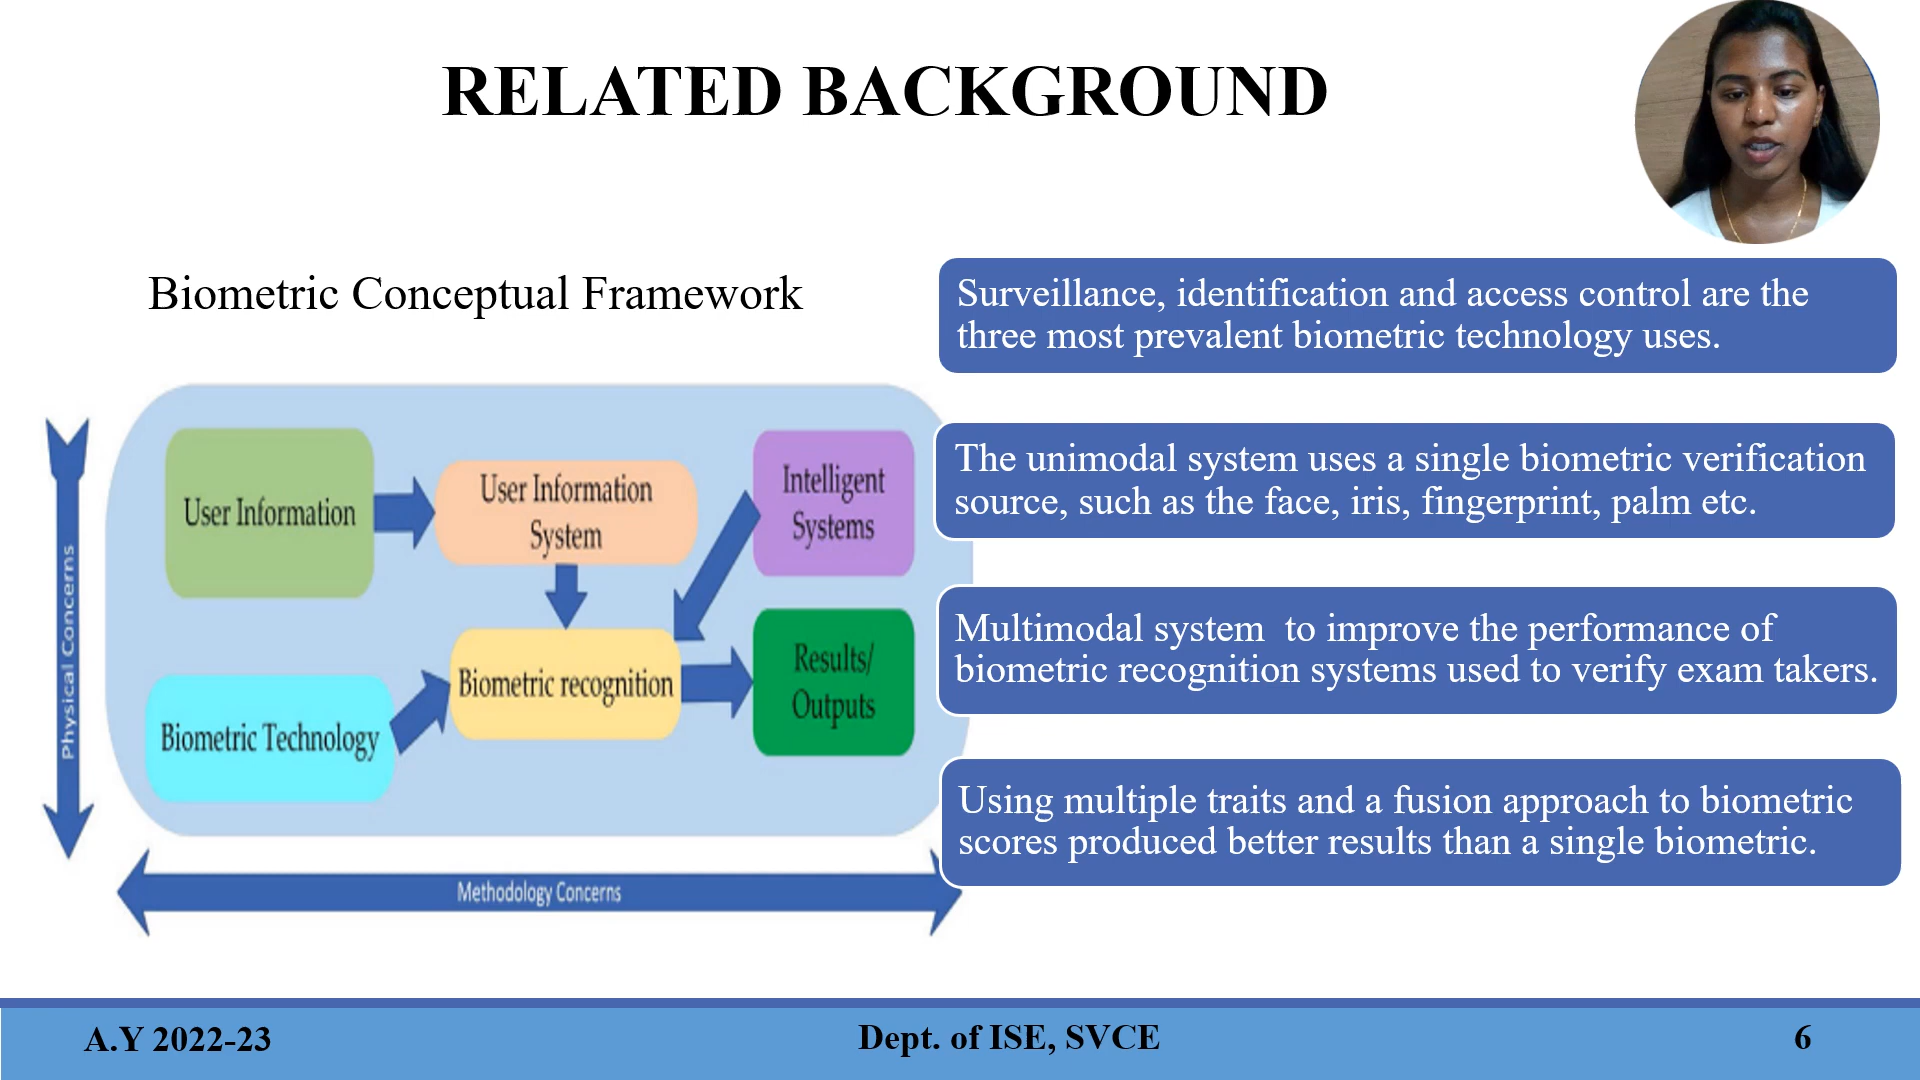 RELATED BACKGROUND
Biometric Conceptual Framework
Physical Concerns
User Information
User Information
System
Intelligent
Systems
Biometric Technology
Biometric recognition
Results/
Outputs
Methodology Concerns
Surveillance, identification and access control are the
three most prevalent biometric technology uses.
The unimodal system uses a single biometric verification
source, such as the face, iris, fingerprint, palm etc.
Multimodal system  to improve the performance of
biometric recognition systems used to verify exam takers.
Using multiple traits and a fusion approach to biometric
scores produced better results than a single biometric.
A.Y 2022-23
Dept. of ISE, SVCE
6